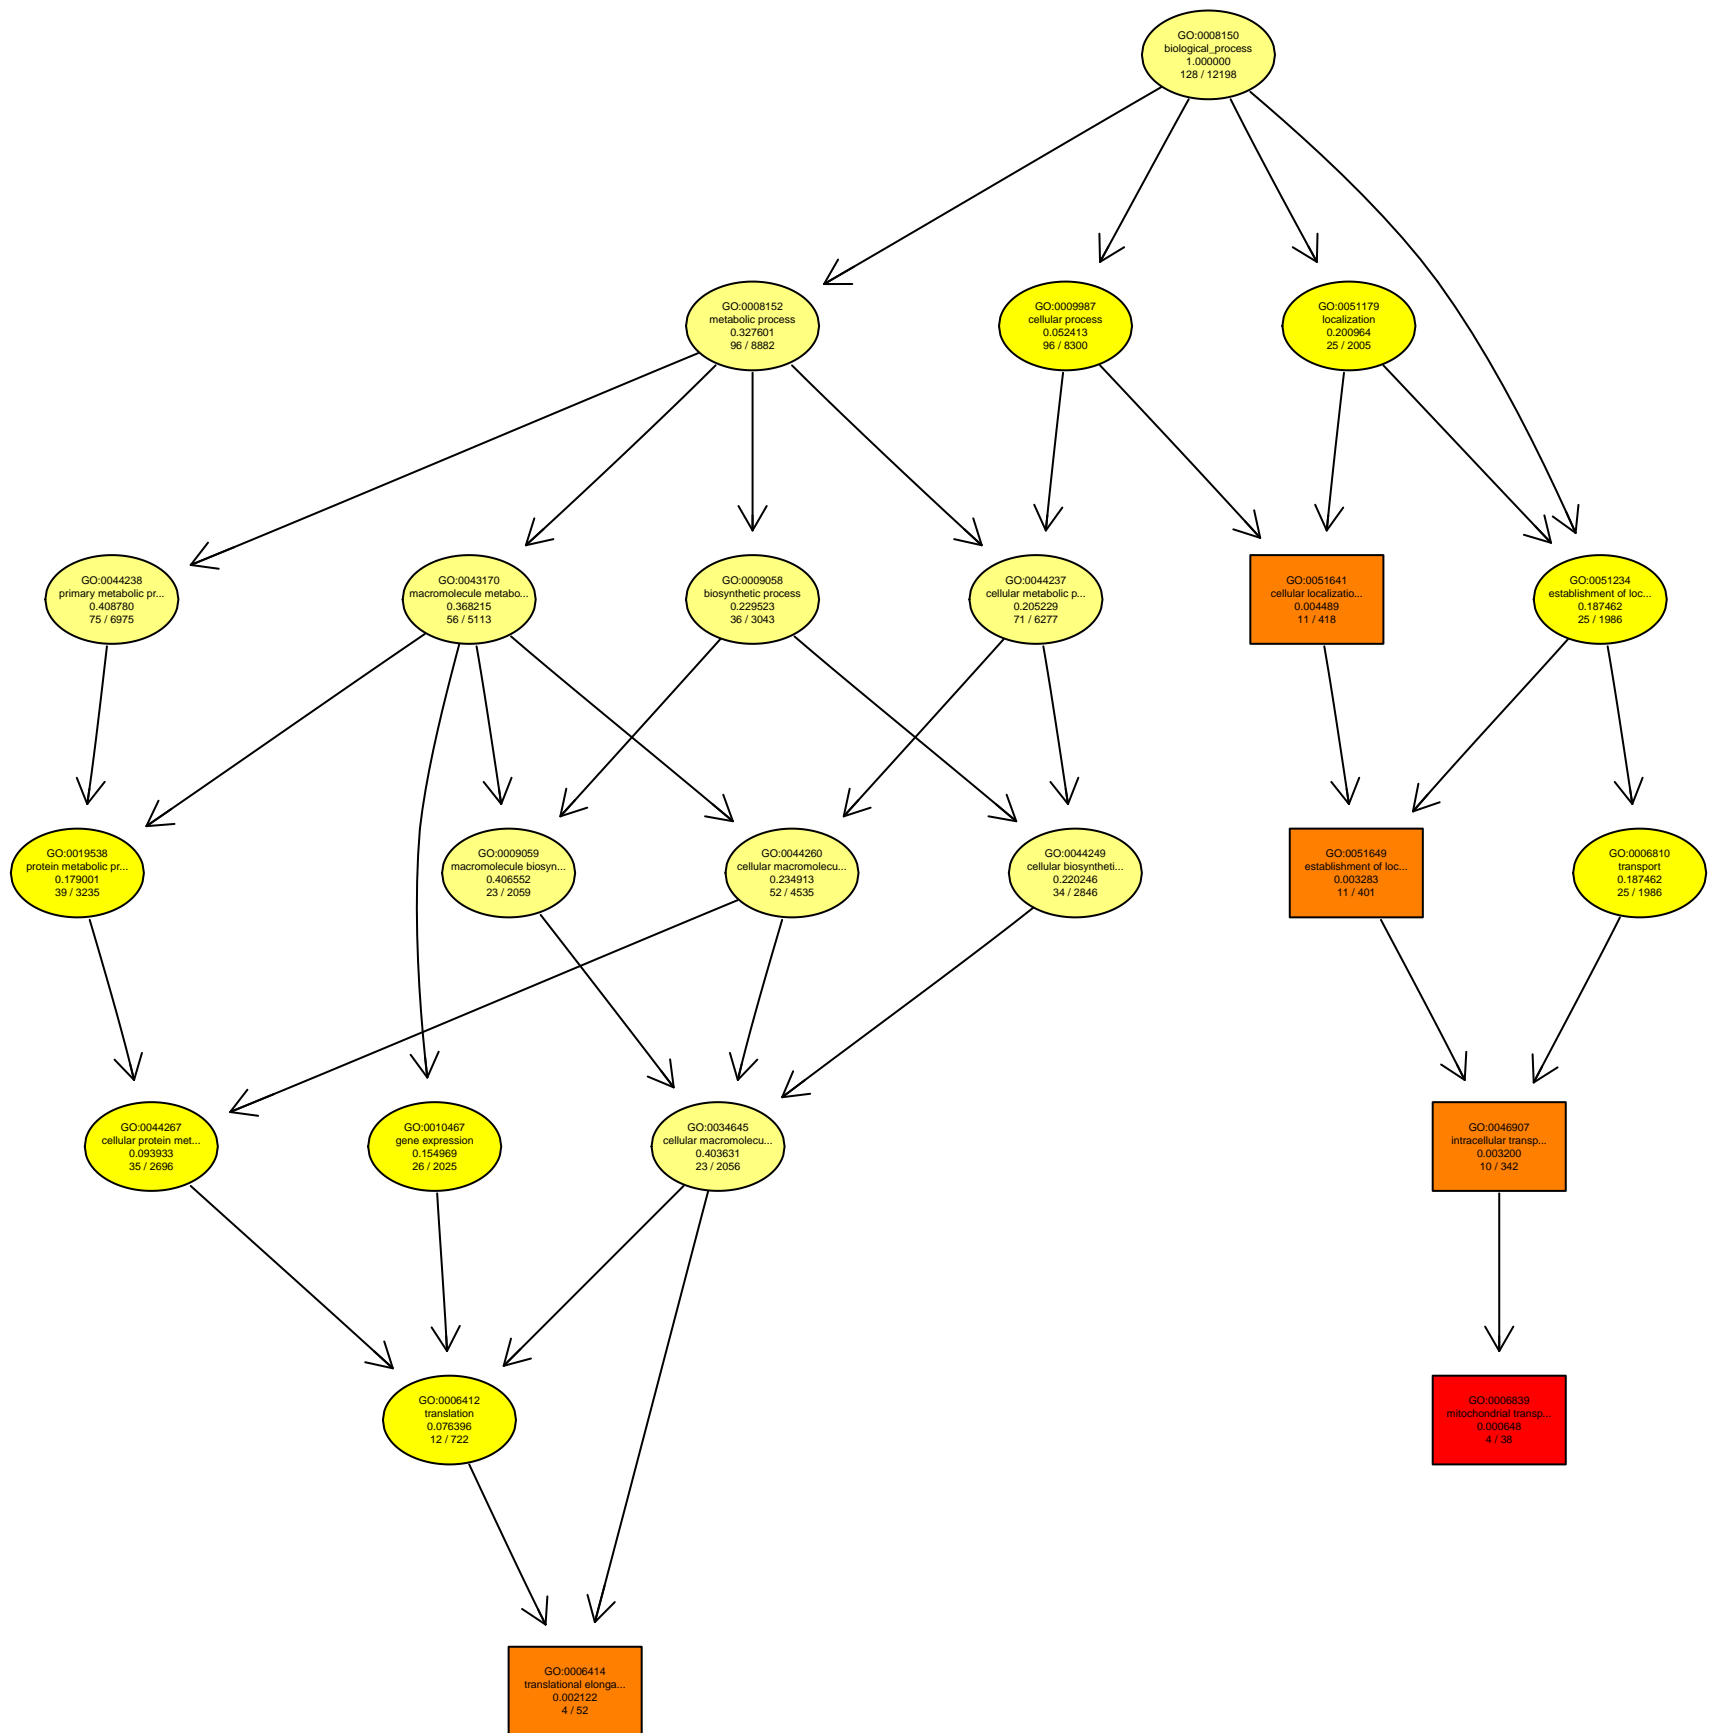 GO:0008150
biological_process
1.000000
128 / 12198
GO:0008152
metabolic process
0.327601
96 / 8882
GO:0009987
cellular process
0.052413
96 / 8300
GO:0051179
localization
0.200964
25 / 2005
GO:0044238
primary metabolic pr...
0.408780
75 / 6975
GO:0043170
macromolecule metabo...
0.368215
56 / 5113
GO:0009058
biosynthetic process
0.229523
36 / 3043
GO:0044237
cellular metabolic p...
0.205229
71 / 6277
GO:0051641
cellular localizatio...
0.004489
11 / 418
GO:0051234
establishment of loc...
0.187462
25 / 1986
GO:0019538
protein metabolic pr...
0.179001
39 / 3235
GO:0009059
macromolecule biosyn...
0.406552
23 / 2059
GO:0044260
cellular macromolecu...
0.234913
52 / 4535
GO:0044249
cellular biosyntheti...
0.220246
34 / 2846
GO:0051649
establishment of loc...
0.003283
11 / 401
GO:0006810
transport
0.187462
25 / 1986
GO:0044267
cellular protein met...
0.093933
35 / 2696
GO:0010467
gene expression
0.154969
26 / 2025
GO:0034645
cellular macromolecu...
0.403631
23 / 2056
GO:0046907
intracellular transp...
0.003200
10 / 342
GO:0006412
translation
0.076396
12 / 722
GO:0006839
mitochondrial transp...
0.000648
4 / 38
GO:0006414
translational elonga...
0.002122
4 / 52